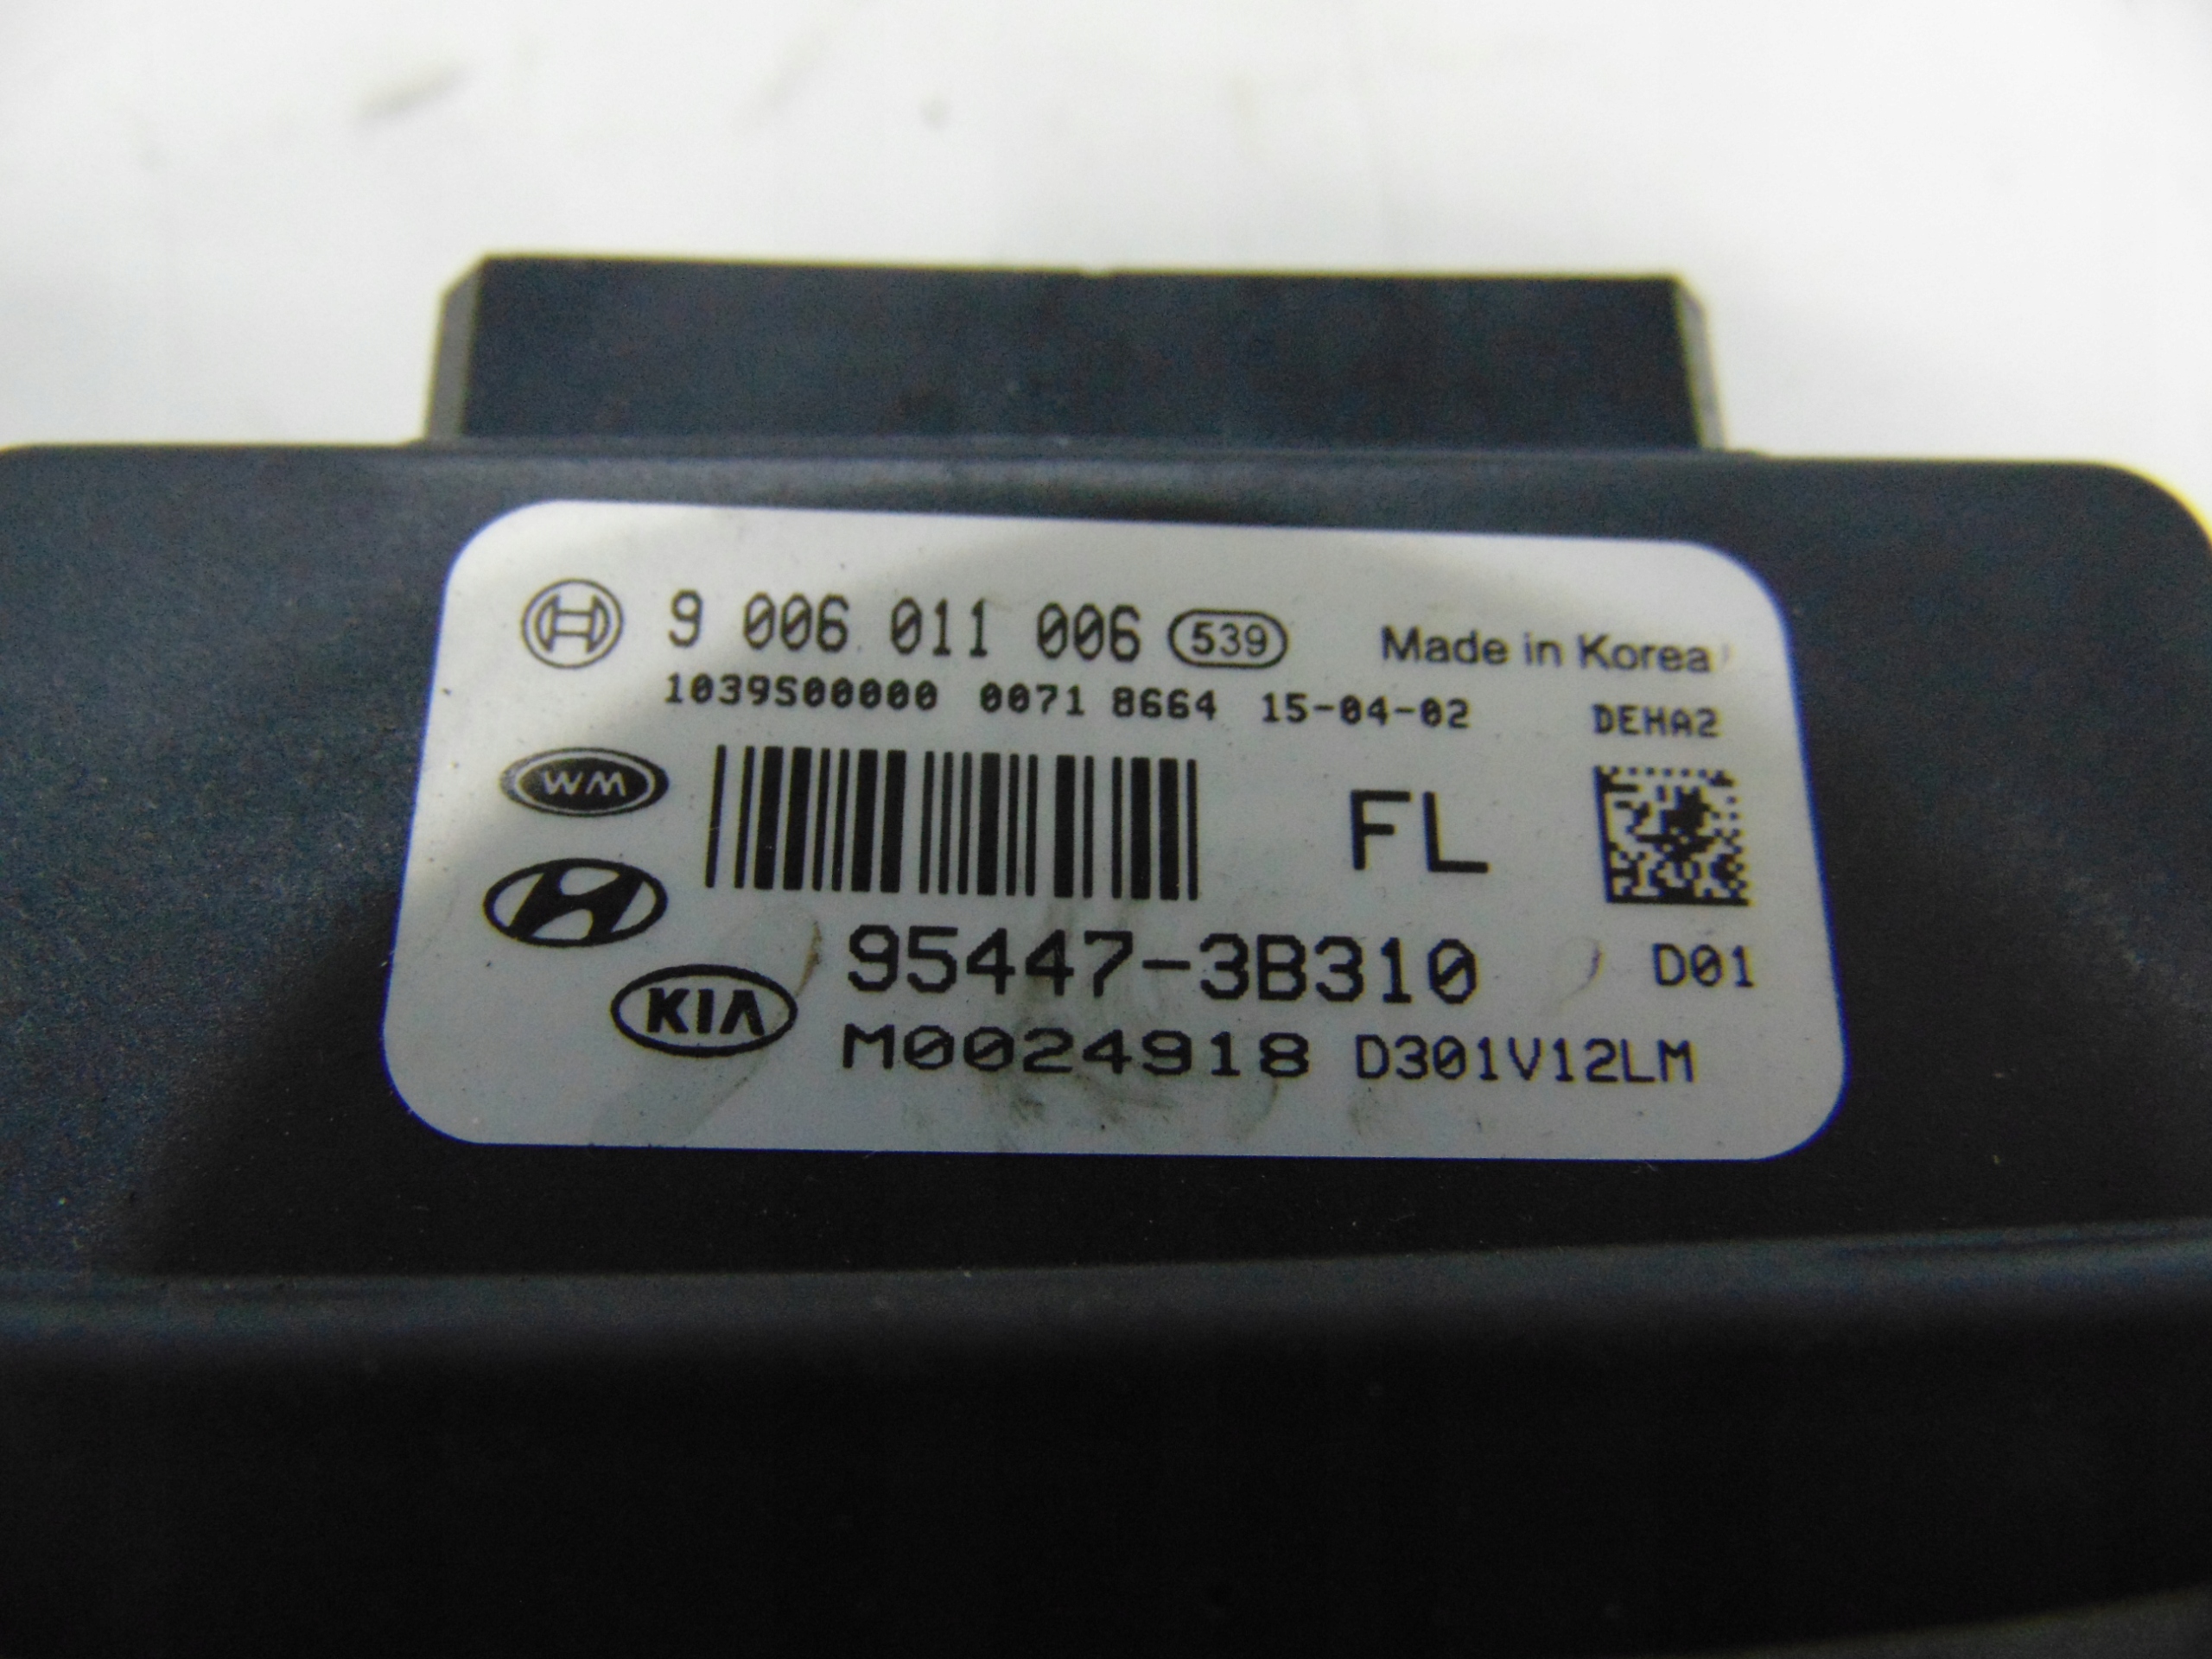 9 006 011 006 539 Made in Korea
1039S00000 0071 8664 15-04-02 DEHA2
WM
FL
95447-3B310 D01
KIA
M0024918 D301V12LM